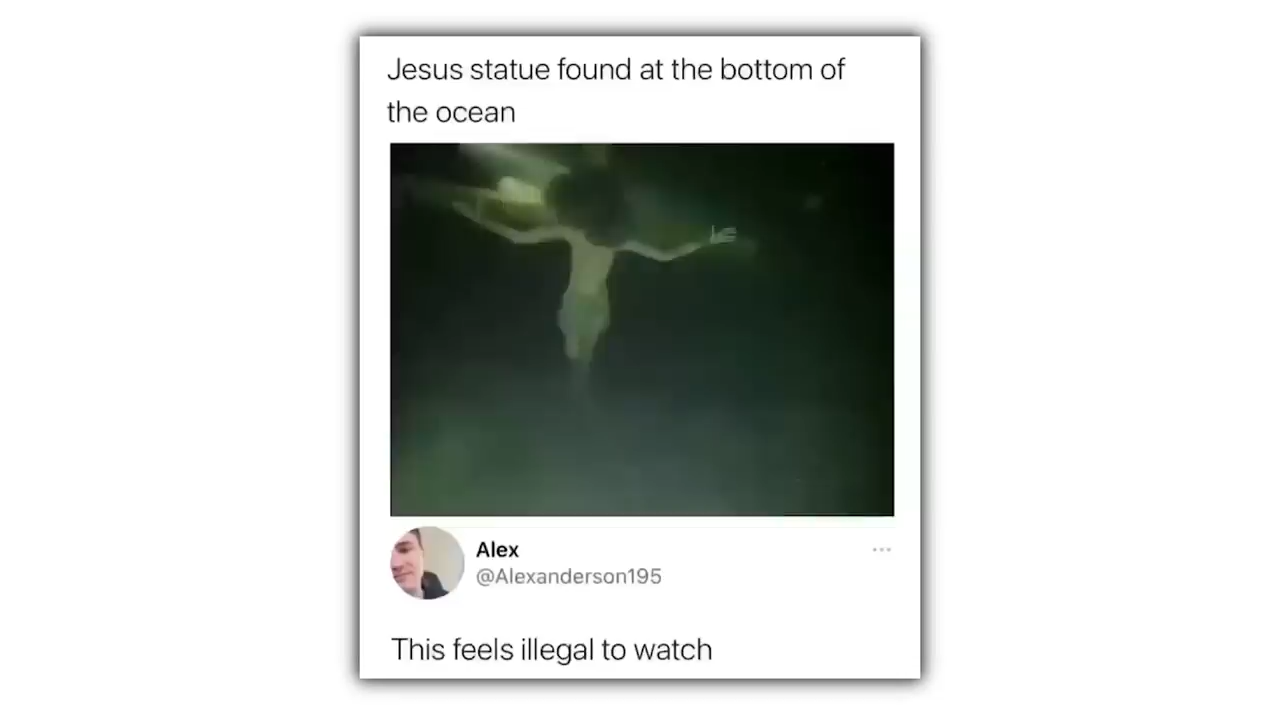 Jesus statue found at the bottom of
the ocean
Alex
@Alexanderson195
This feels illegal to watch